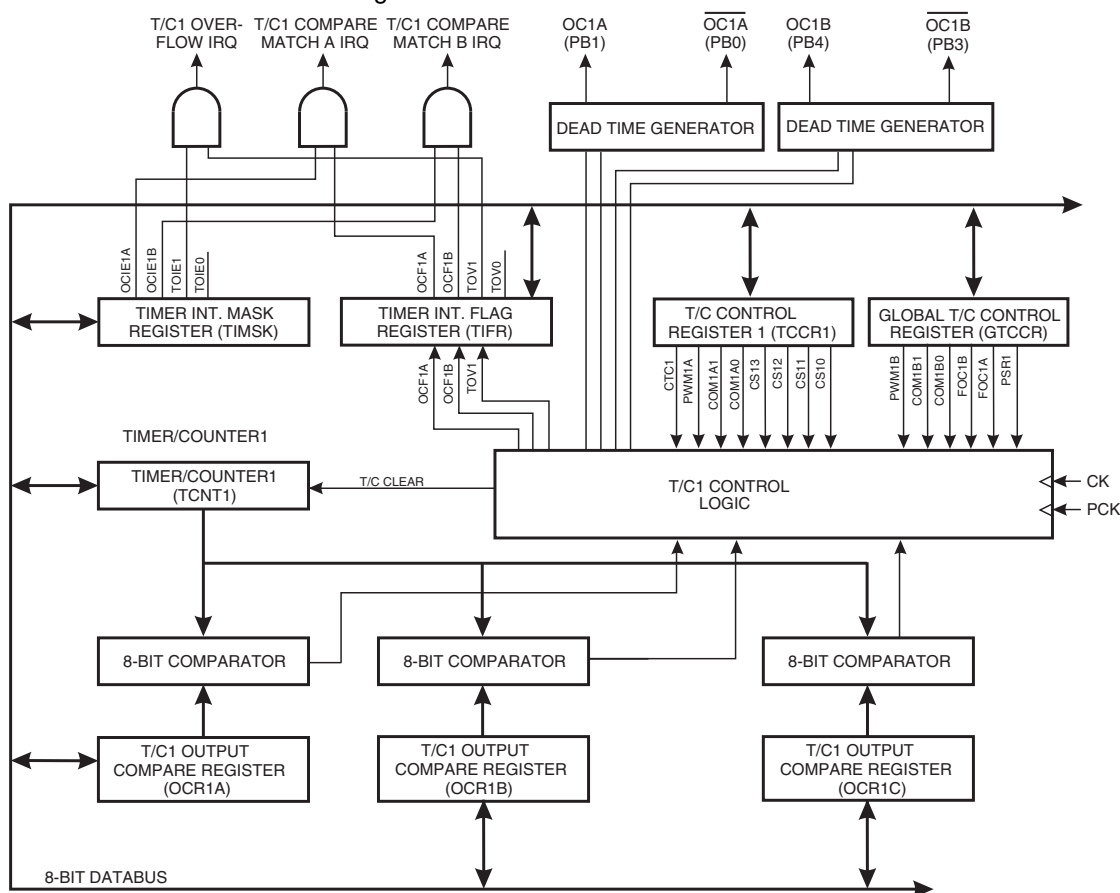 T/C1 OVER-
FLOW IRQ
T/C1 COMPARE
MATCH A IRQ
T/C1 COMPARE
MATCH B IRQ
OC1A
(PB1)
OC1A
(PB0)
OC1B
(PB4)
OC1B
(PB3)
DEAD TIME GENERATOR
DEAD TIME GENERATOR
OCIE1A
OCIE1B
TOIE1
TOIE0
OCF1A
OCF1B
TOV1
TOV0
TIMER INT. MASK
REGISTER (TIMSK)
TIMER INT. FLAG
REGISTER (TIFR)
T/C CONTROL
REGISTER 1 (TCCR1)
GLOBAL T/C CONTROL
REGISTER (GTCCR)
OCF1A
OCF1B
TOV1
CTC1
PWM1A
COM1A1
COM1A0
CS13
CS12
CS11
CS10
PWM1B
COM1B1
COM1B0
FOC1B
FOC1A
PSR1
TIMER/COUNTER1
TIMER/COUNTER1
(TCNT1)
T/C CLEAR
T/C1 CONTROL
LOGIC
CK
PCK
8-BIT COMPARATOR
8-BIT COMPARATOR
8-BIT COMPARATOR
T/C1 OUTPUT
COMPARE REGISTER
(OCR1A)
T/C1 OUTPUT
COMPARE REGISTER
(OCR1B)
T/C1 OUTPUT
COMPARE REGISTER
(OCR1C)
8-BIT DATABUS